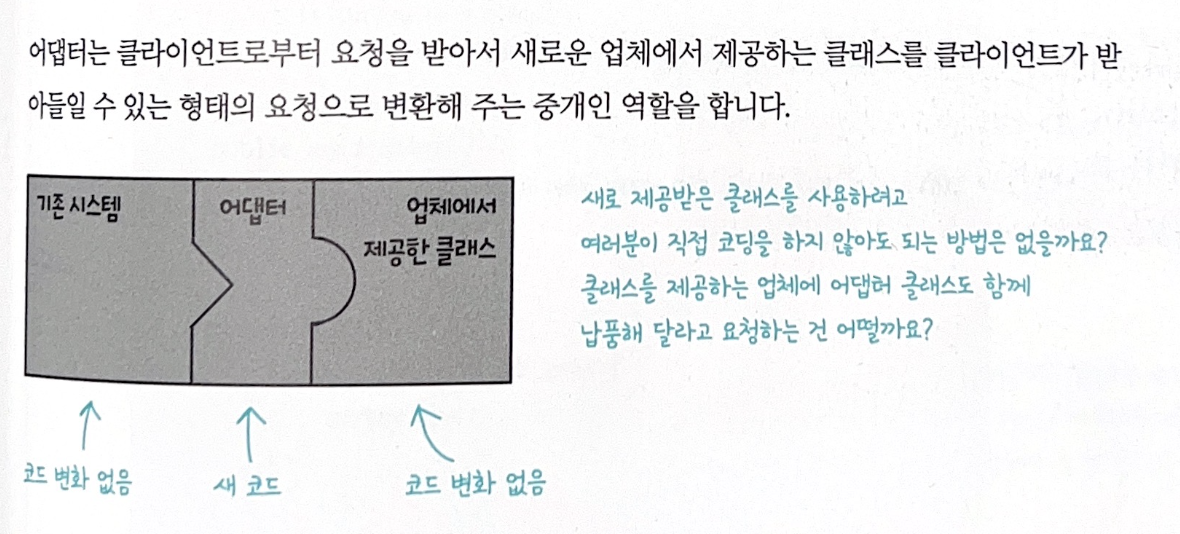 어댑터는 클라이언트로부터 요청을 받아서 새로운 업체에서 제공하는 클래스를 클라이언트가 받
아들일 수 있는 형태의 요청으로 변환해 주는 중개인 역할을 합니다.
기존 시스템
어댑터
업체에서
제공한 클래스
새로 제공받은 클래스를 사용하려고
여러분이 직접 코딩을 하지 않아도 되는 방법은 없을까요?
클래스를 제공하는 업체에 어댑터 클래스도 함께
납품해 달라고 요청하는 건 어떨까요?
코드 변화 없음
새 코드
코드 변화 없음